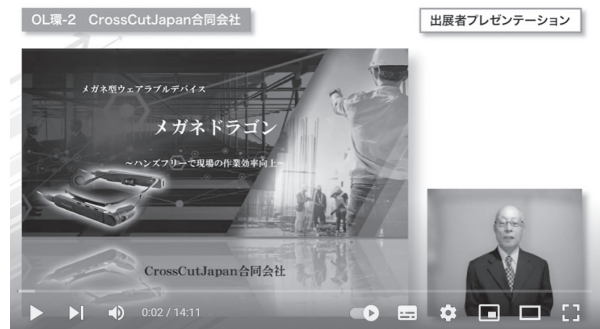 OL環-2 CrossCutJapan合同会社
出展者プレゼンテーション
メガネ型ウェアラブルデバイス
メガネドラゴン
～ハンズフリーで現場の作業効率向上～
CrossCutJapan合同会社
0:02 / 14:11